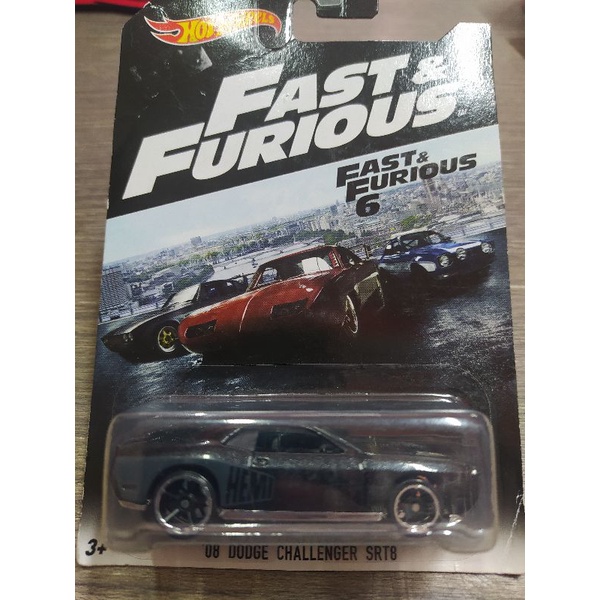 Hot Wheels
FAST &
FURIOUS
FAST &
FURIOUS
6
HEMI
3+
'08 DODGE CHALLENGER SRT8